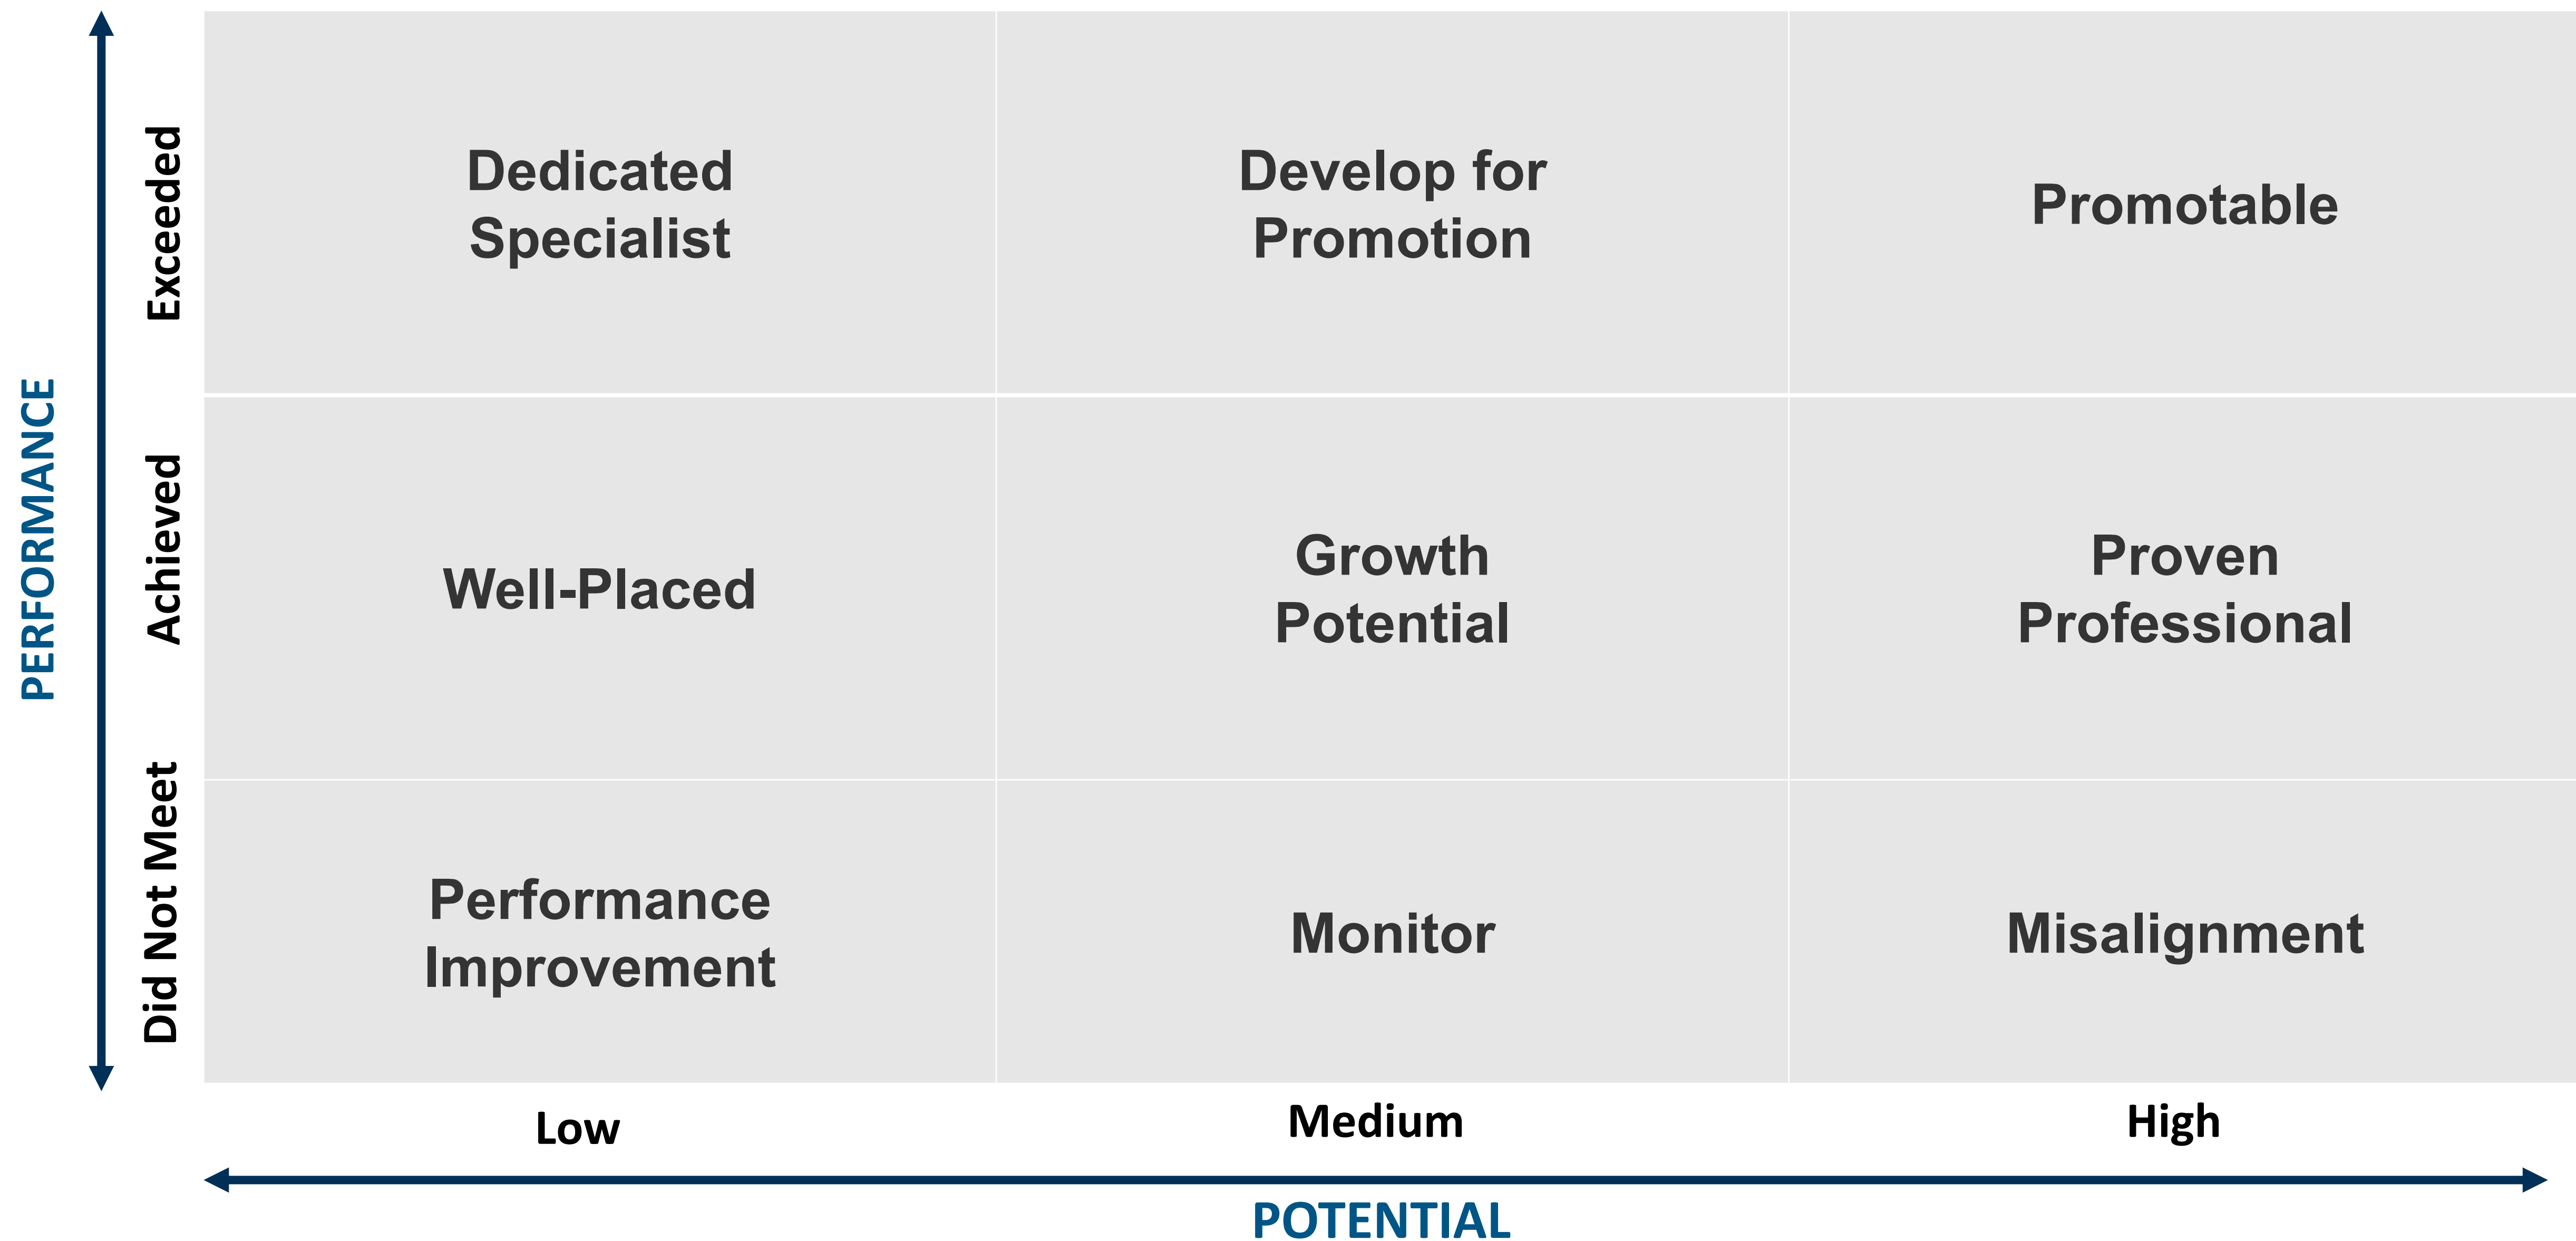 PERFORMANCE
Exceeded
Dedicated
Specialist
Develop for
Promotion
Promotable
Achieved
Well-Placed
Growth
Potential
Proven
Professional
Did Not Meet
Performance
Improvement
Monitor
Misalignment
Low
Medium
High
POTENTIAL